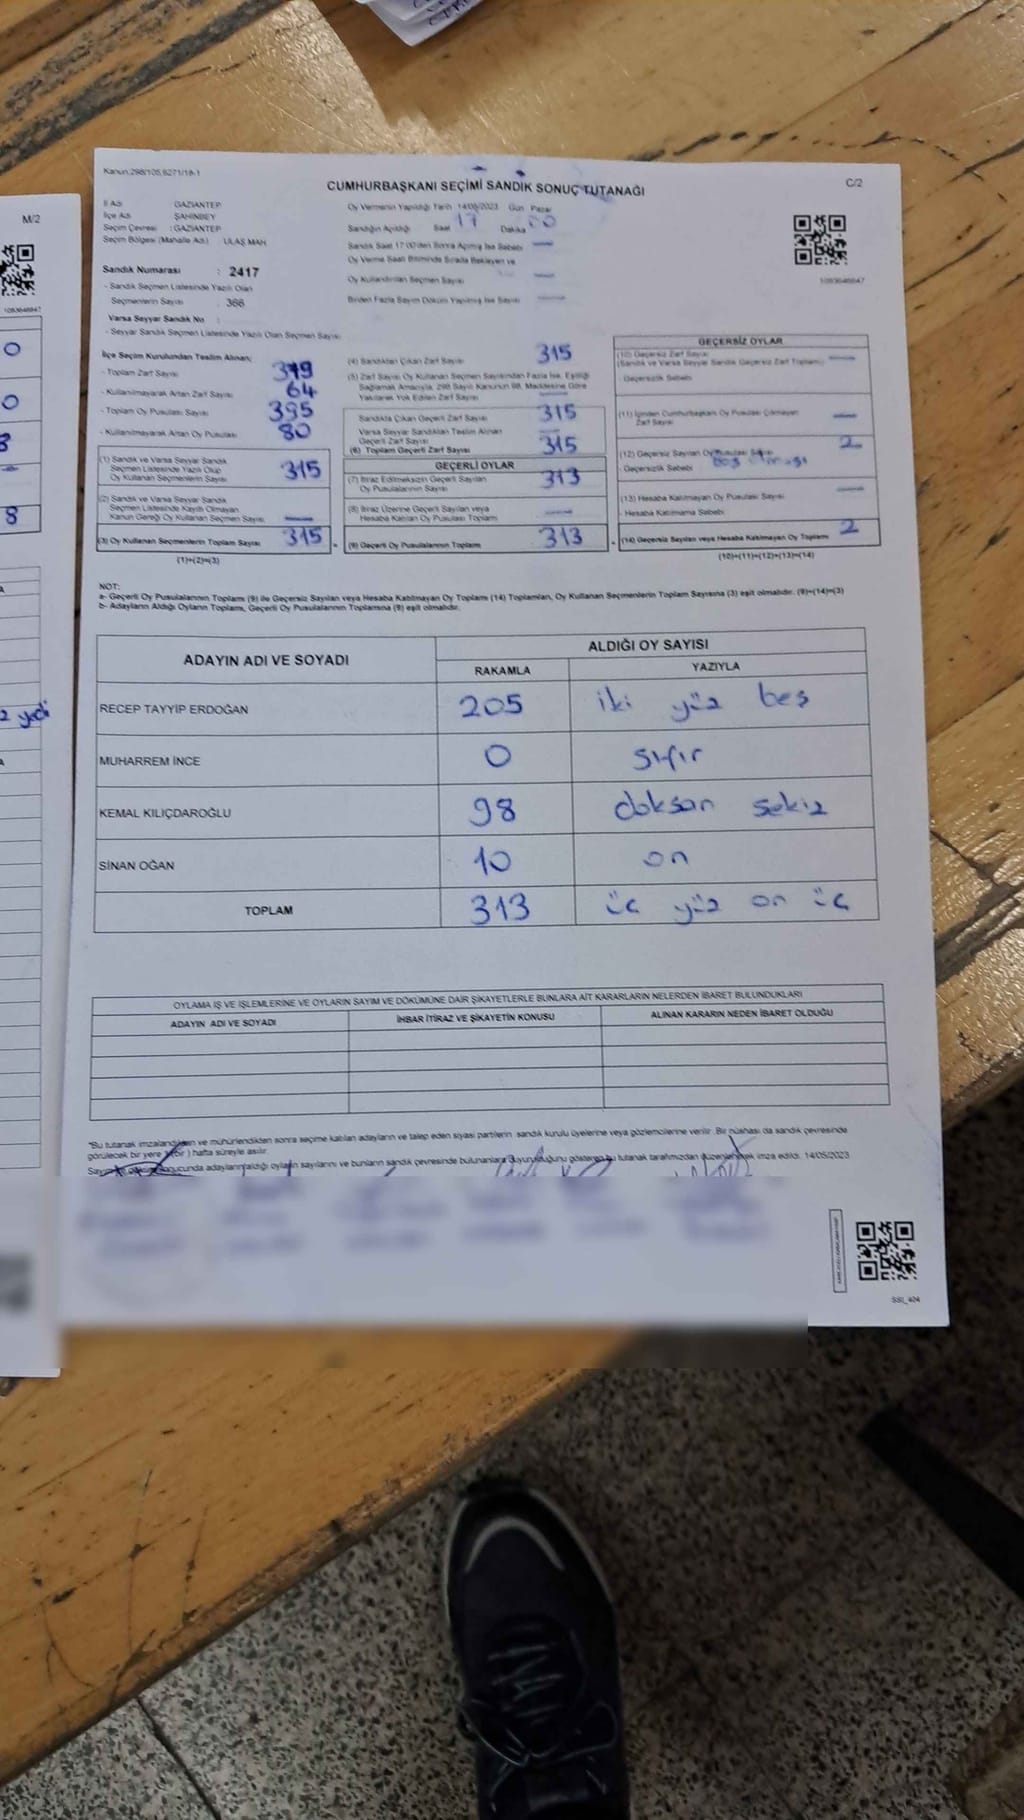 Kanun:298/105,6271/18-1
CUMHURBAŞKANI SEÇİMİ SANDIK SONUÇ TUTANAĞI
C/2
İl Adı GAZİANTEP
İlçe Adı ŞAHİNBEY
Seçim Çevresi : GAZİANTEP
Seçim Bölgesi (Mahalle Adı) : ULAŞ MAH.
Sandık Numarası : 2417
- Sandık Seçmen Listesinde Yazılı Olan
Seçmenlerin Sayısı : 366
Varsa Seyyar Sandık No :
- Seyyar Sandık Seçmen Listesinde Yazılı Olan Seçmen Sayısı
Oy Vermenin Yapıldığı Tarih 14/05/2023 Gün Pazar
Sandığın Açıldığı Saat 17 Dakika 00
Sandık Saat 17:00'den Sonra Açılmış İse Sebebi —
Oy Verme Saati Bitiminde Sırada Bekleyen ve
Oy Kullandırılan Seçmen Sayısı —
Birden Fazla Sayım Döküm Yapılmış İse Sayısı —
İlçe Seçim Kurulundan Teslim Alınan;
- Toplam Zarf Sayısı 379
- Kullanılmayarak Artan Zarf Sayısı 64
- Toplam Oy Pusulası Sayısı 395
- Kullanılmayarak Artan Oy Pusulası 80
(1) Sandık ve Varsa Seyyar Sandık
Seçmen Listesinde Yazılı Olup
Oy Kullanan Seçmenlerin Sayısı 315
(2) Sandık ve Varsa Seyyar Sandık
Seçmen Listesinde Kayıtlı Olmayan
Kanun Gereği Oy Kullanan Seçmen Sayısı —
(3) Oy Kullanan Seçmenlerin Toplam Sayısı 315
(1)+(2)=(3)
(4) Sandıktan Çıkan Zarf Sayısı 315
(5) Zarf Sayısı Oy Kullanan Seçmen Sayısından Fazla İse, Eşitliği
Sağlamak Amacıyla, 298 Sayılı Kanunun 98. Maddesine Göre
Yakılarak Yok Edilen Zarf Sayısı —
Sandıkta Çıkan Geçerli Zarf Sayısı 315
Varsa Seyyar Sandıktan Teslim Alınan
Geçerli Zarf Sayısı
(6) Toplam Geçerli Zarf Sayısı 315
GEÇERLİ OYLAR
(7) İtiraz Edilmeksizin Geçerli Sayılan
Oy Pusulalarının Sayısı 313
(8) İtiraz Üzerine Geçerli Sayılan veya
Hesaba Katılan Oy Pusulaları Toplamı —
(9) Geçerli Oy Pusulalarının Toplamı 313
GEÇERSİZ OYLAR
(10) Geçersiz Zarf Sayısı
(Sandık ve Varsa Seyyar Sandık Geçersiz Zarf Toplamı) —
- Geçersizlik Sebebi
(11) İçinden Cumhurbaşkanı Oy Pusulası Çıkmayan
Zarf Sayısı —
(12) Geçersiz Sayılan Oy Pusulası Sayısı 2
- Geçersizlik Sebebi
(13) Hesaba Katılmayan Oy Pusulası Sayısı —
- Hesaba Katılmama Sebebi
(14) Geçersiz Sayılan veya Hesaba Katılmayan Oy Toplamı 2
(10)+(11)+(12)+(13)=(14)
NOT:
a- Geçerli Oy Pusulalarının Toplamı (9) ile Geçersiz Sayılan veya Hesaba Katılmayan Oy Toplamı (14) Toplamları, Oy Kullanan Seçmenlerin Toplam Sayısına (3) eşit olmalıdır. (9)+(14)=(3)
b- Adayların Aldığı Oyların Toplamı, Geçerli Oy Pusulalarının Toplamına (9) eşit olmalıdır.
ADAYIN ADI VE SOYADI
ALDIĞI OY SAYISI
RAKAMLA YAZIYLA
RECEP TAYYİP ERDOĞAN 205 iki yüz beş
MUHARREM İNCE 0 sıfır
KEMAL KILIÇDAROĞLU 98 doksan sekiz
SİNAN OĞAN 10 on
TOPLAM 313 üç yüz on üç
OYLAMA İŞ VE İŞLEMLERİNE VE OYLARIN SAYIM VE DÖKÜMÜNE DAİR ŞİKAYETLERLE BUNLARA AİT KARARLARIN NELERDEN İBARET BULUNDUKLARI
ADAYIN ADI VE SOYADI İHBAR İTİRAZ VE ŞİKAYETİN KONUSU ALINAN KARARIN NEDEN İBARET OLDUĞU
*Bu tutanak imzalandıktan ve mühürlendikten sonra seçime katılan adayların ve talep eden siyasi partilerin sandık kurulu üyelerine veya gözlemcilerine verilir. Bir nüshası da sandık çevresinde
görülecek bir yere 1 (bir) hafta süreyle asılır.
Sayım ve döküm sonucunda adayların aldığı oyların sayılarını ve bunların sandık çevresinde bulunanlara duyurulduğunu gösteren bu tutanak tarafımızdan düzenlenerek imza edildi. 14/05/2023
SSI_404
M/2
0
0
8
yedi